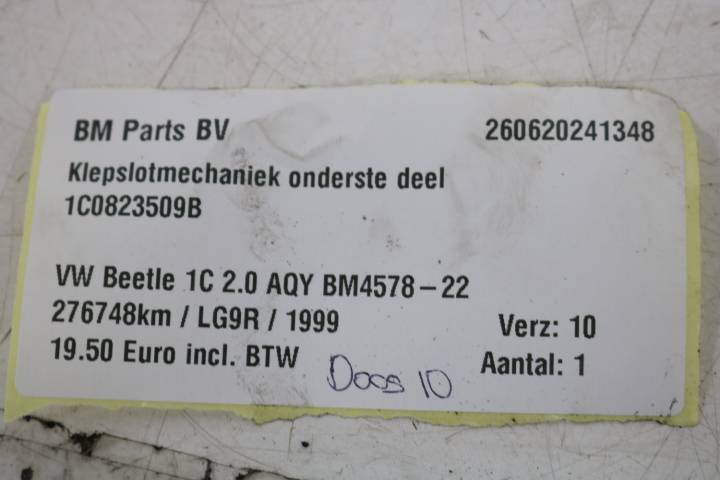 BM Parts BV 260620241348
Klepslotmechaniek onderste deel
1C0823509B
VW Beetle 1C 2.0 AQY BM4578-22
276748km / LG9R / 1999 Verz: 10
19.50 Euro incl. BTW Aantal: 1
Doos 10